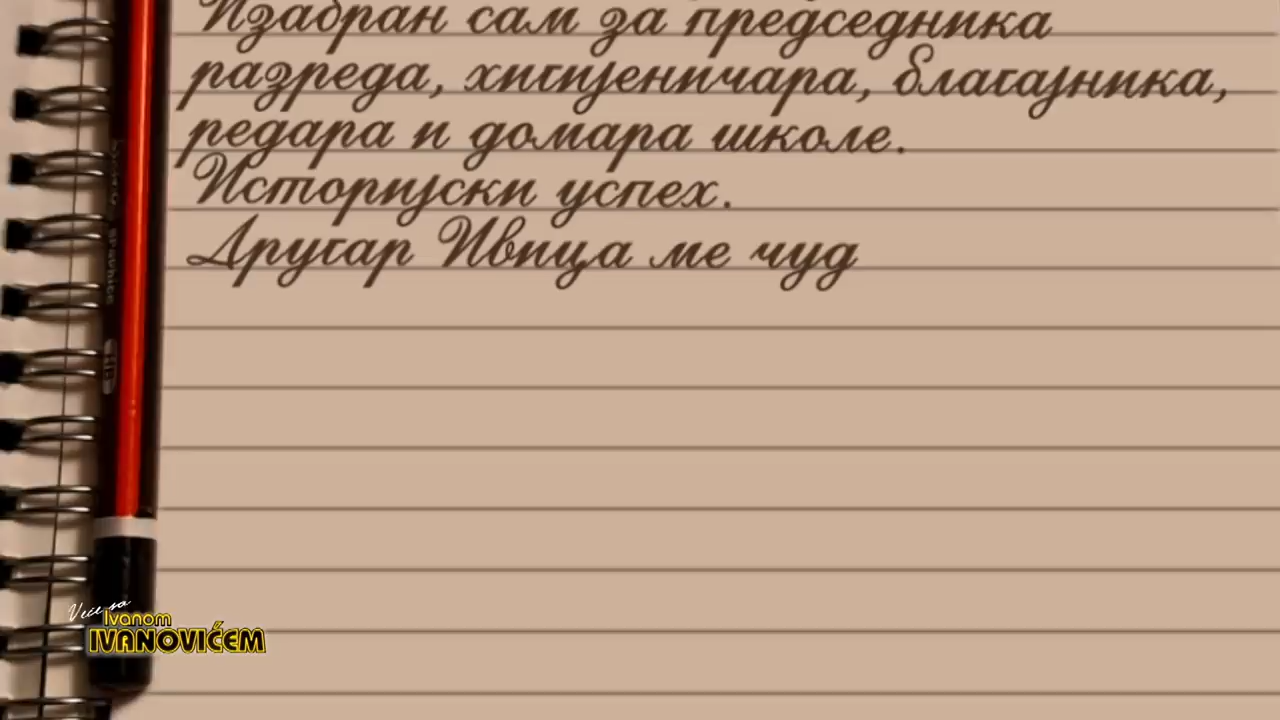 Изабран сам за председника
разреда, хигијеничара, благајника,
редара и домара школе.
Историјски успех.
Другар Ивица ме чуд
Veče sa
Ivanom
IVANOVIĆEM